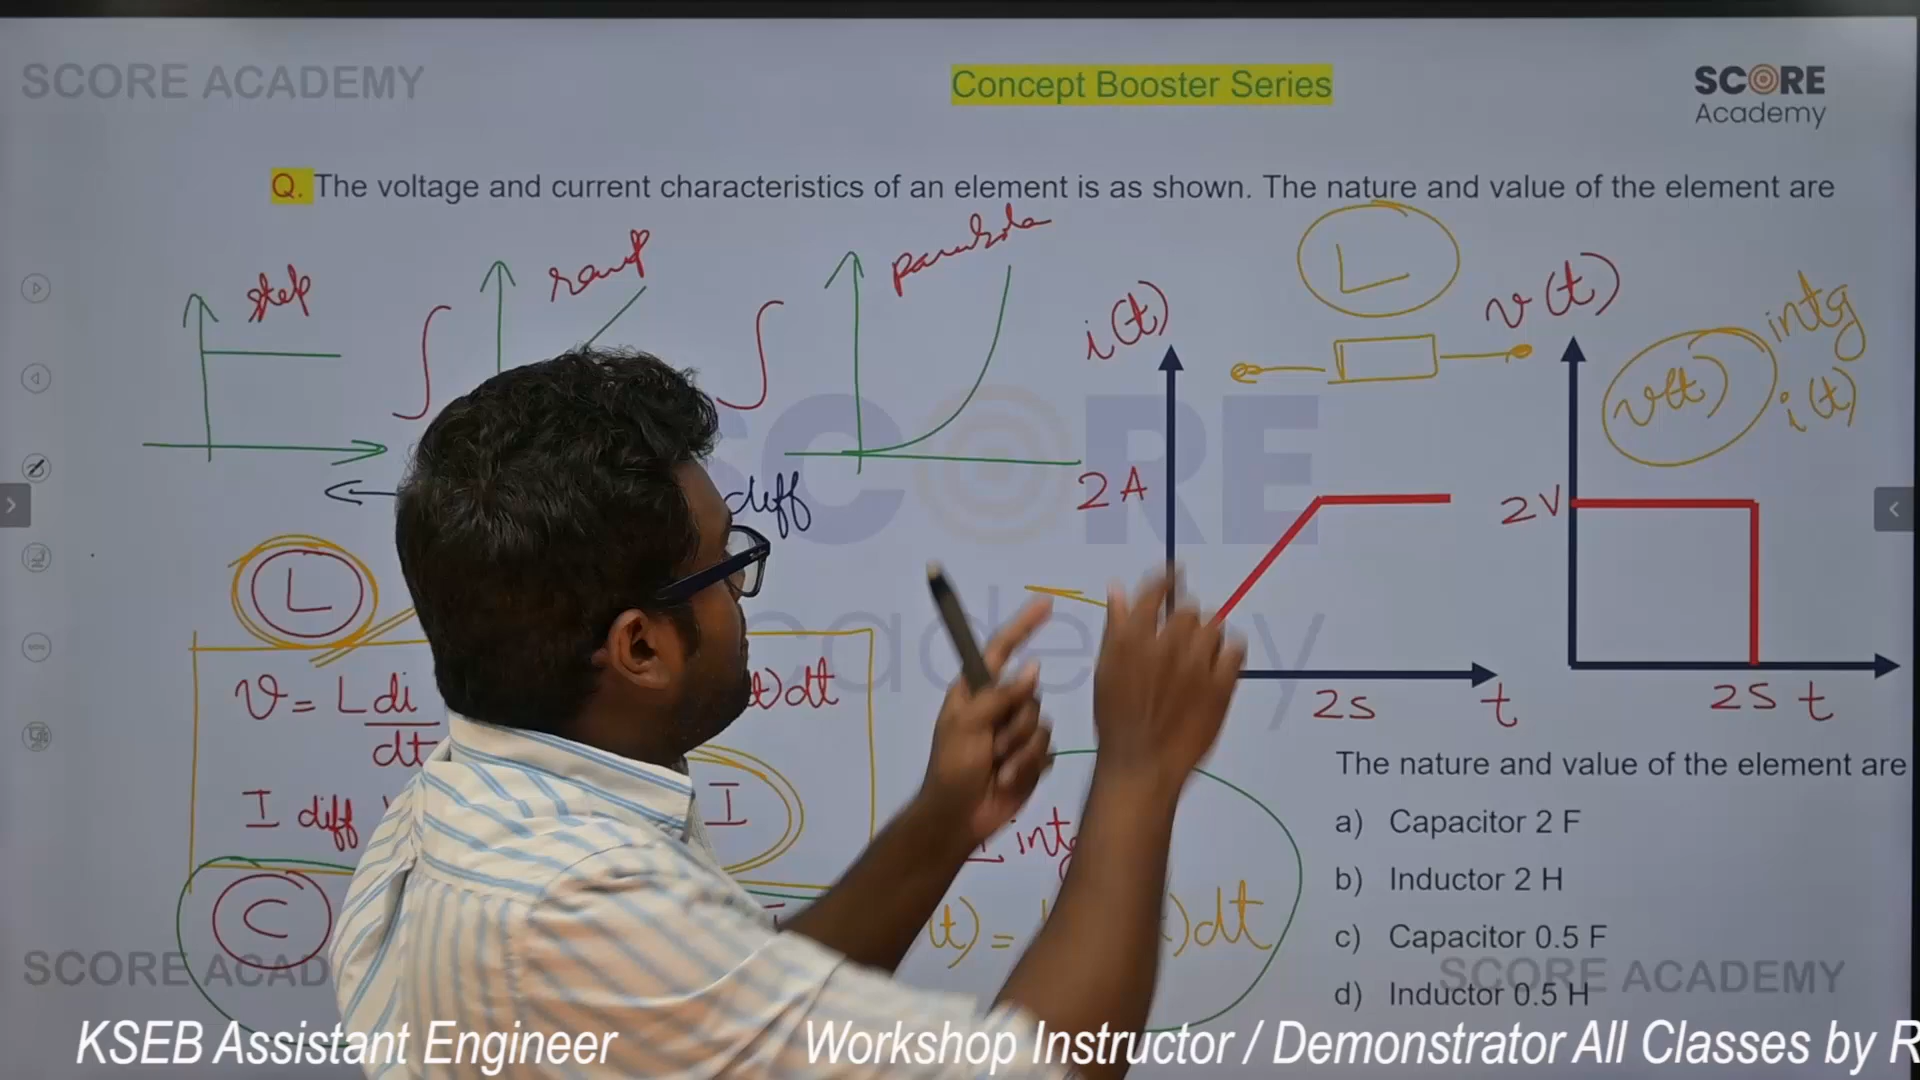 SCORE ACADEMY
Concept Booster Series
SCORE
Academy
Q. The voltage and current characteristics of an element is as shown. The nature and value of the element are
step
ramp
parabola
i(t)
L
v(t)
intg
v(t)
i(t)
diff
2A
2V
SCORE
Academy
L
2s
t
2S t
v = L di
dt
t)dt
I diff
I
intg
C
(t) =
)dt
The nature and value of the element are
a) Capacitor 2 F
b) Inductor 2 H
c) Capacitor 0.5 F
d) Inductor 0.5 H
SCORE ACAD
SCORE ACADEMY
KSEB Assistant Engineer
Workshop Instructor / Demonstrator All Classes by R